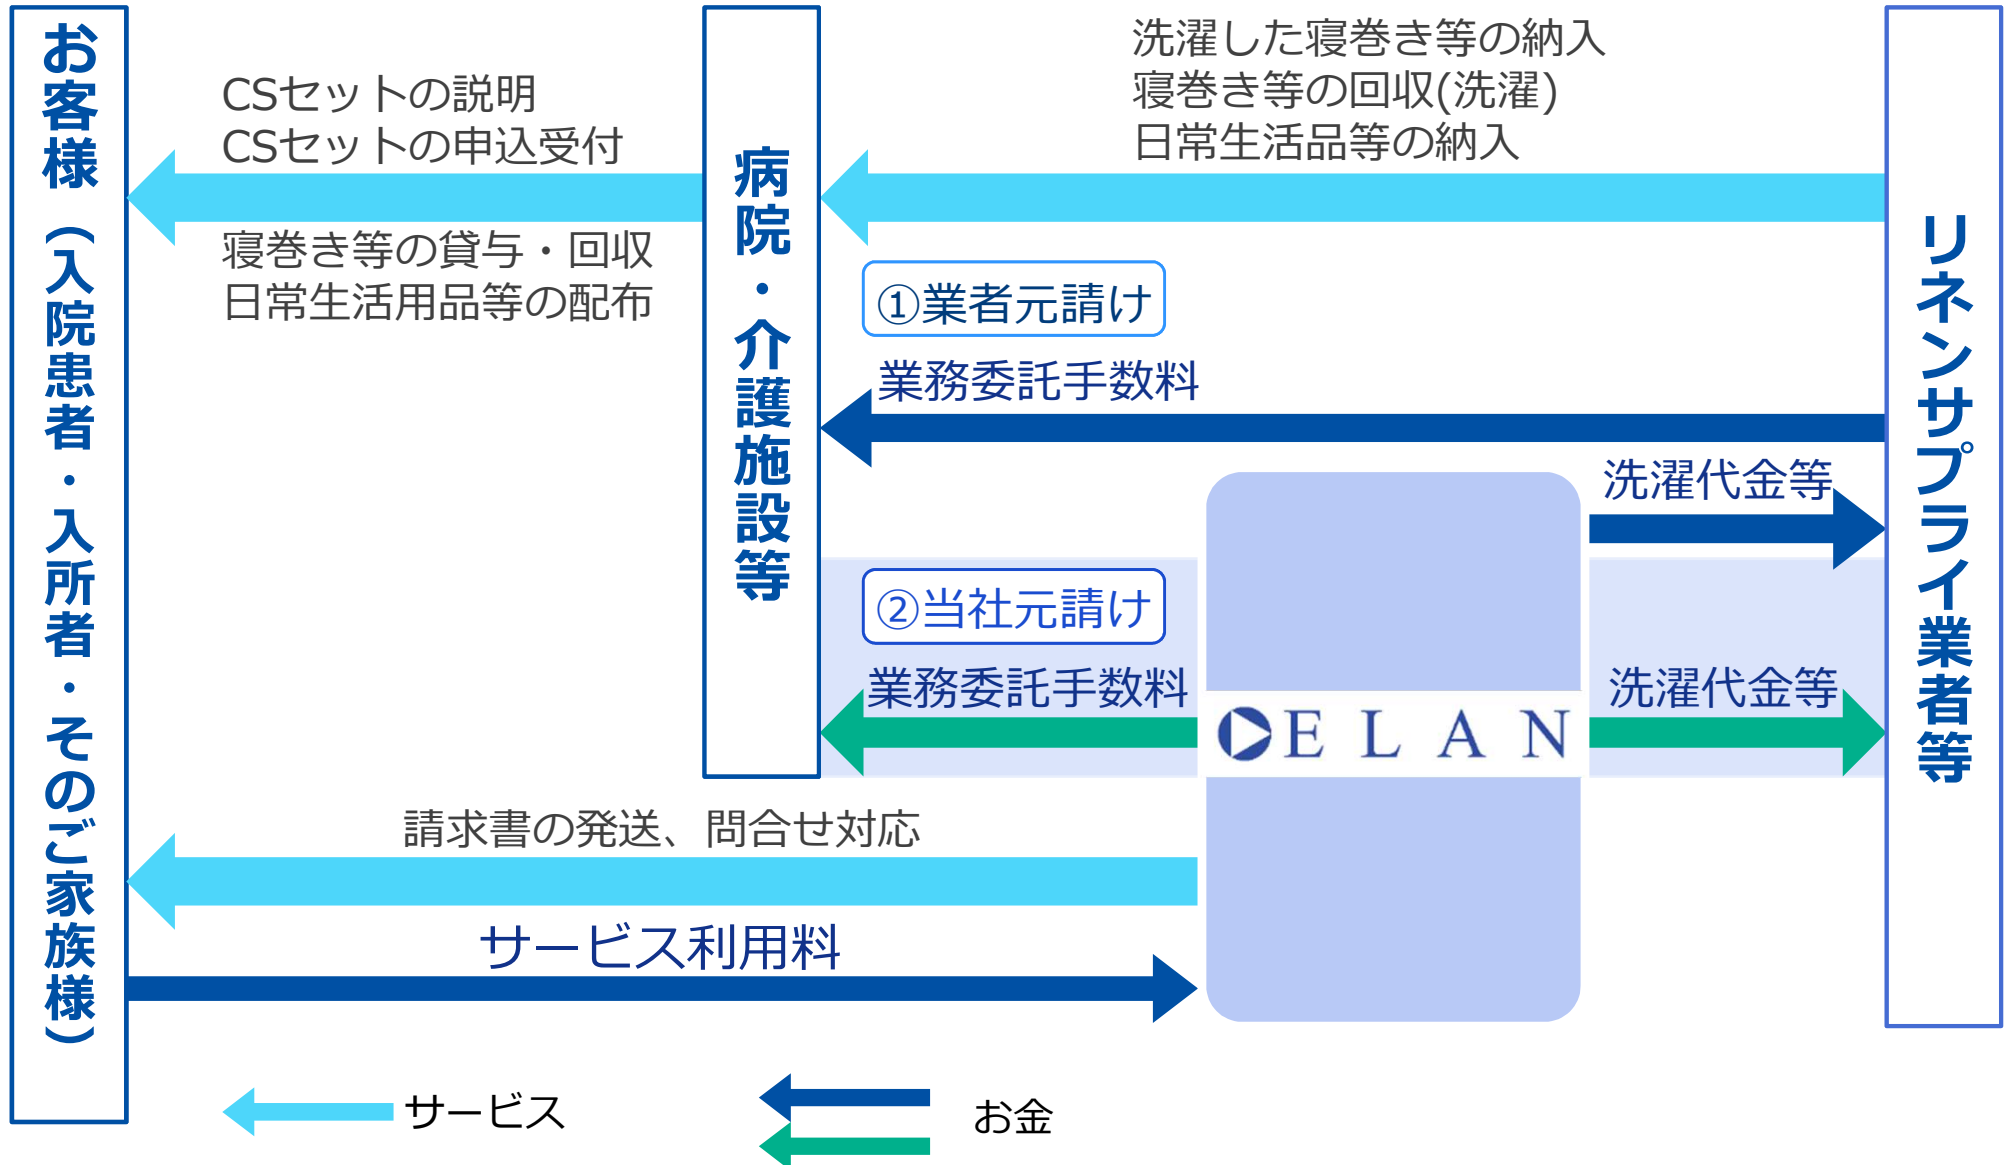 お客様（入院患者・入所者・そのご家族様）
CSセットの説明
CSセットの申込受付
寝巻き等の貸与・回収
日常生活用品等の配布
病院・介護施設等
洗濯した寝巻き等の納入
寝巻き等の回収(洗濯)
日常生活品等の納入
①業者元請け
業務委託手数料
洗濯代金等
②当社元請け
業務委託手数料
ELAN
洗濯代金等
リネンサプライ業者等
請求書の発送、問合せ対応
サービス利用料
サービス
お金